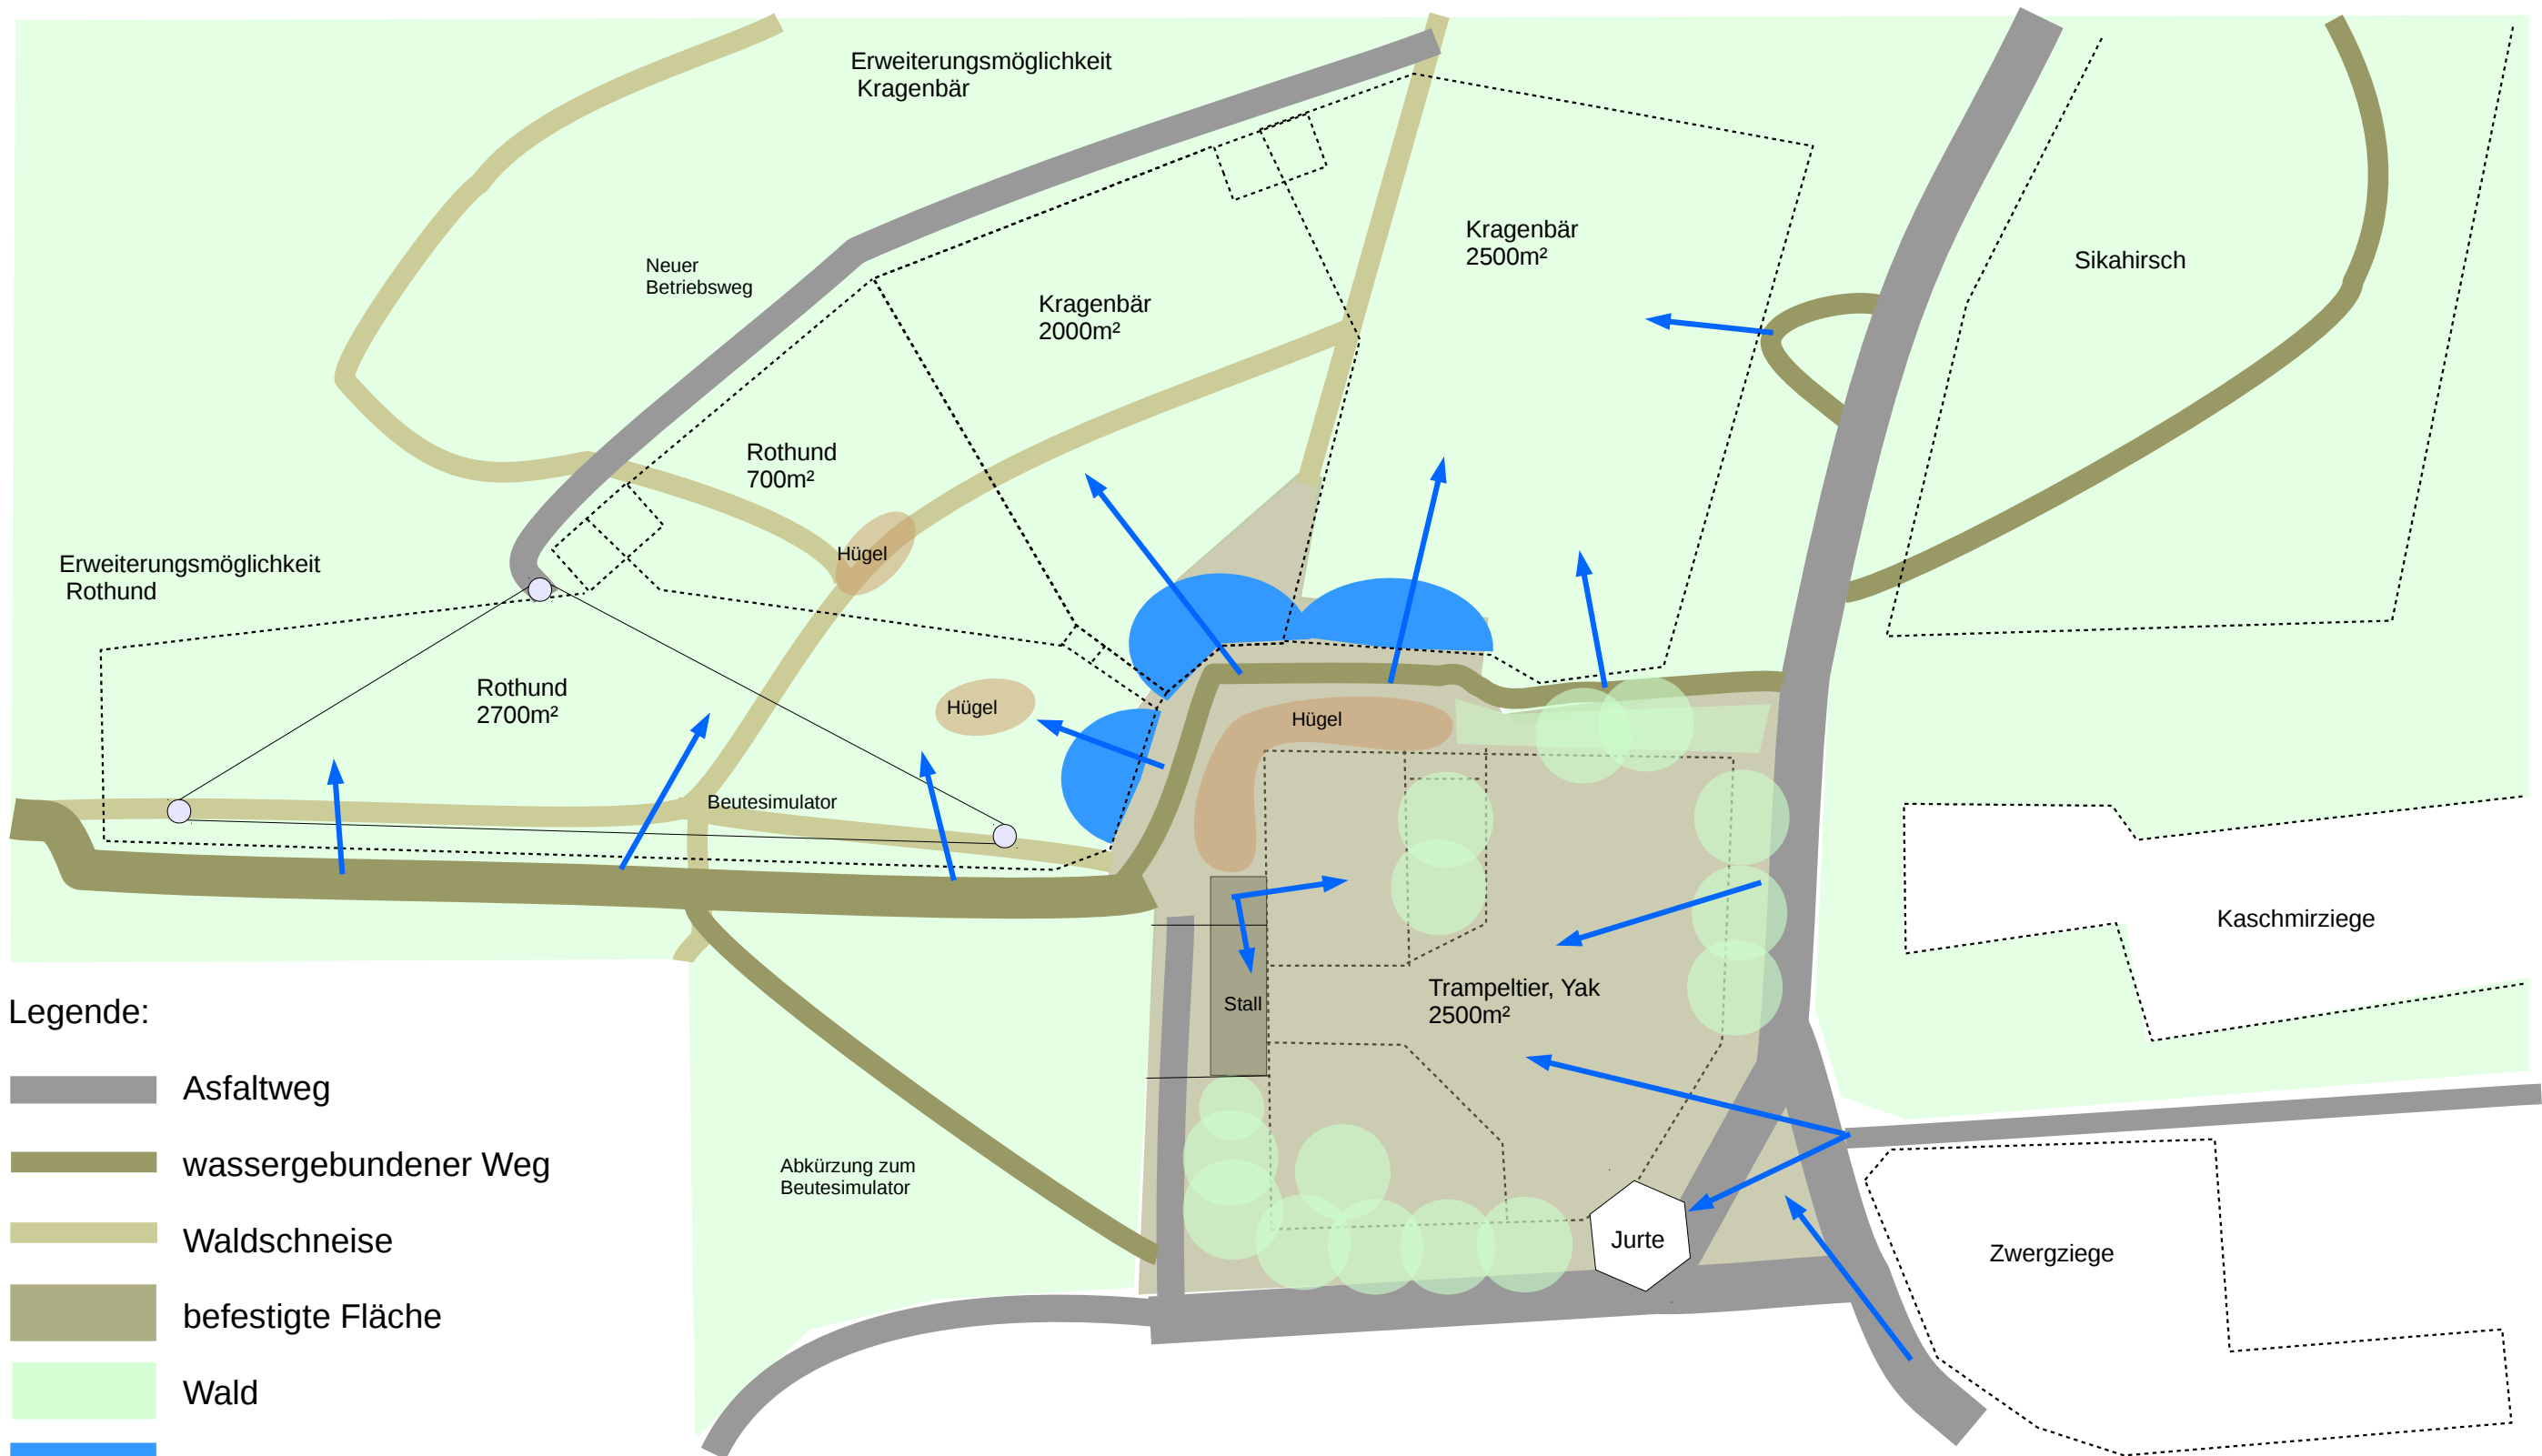 Erweiterungsmöglichkeit
Kragenbär
Kragenbär
2500m²
Sikahirsch
Neuer
Betriebsweg
Kragenbär
2000m²
Rothund
700m²
Hügel
Erweiterungsmöglichkeit
Rothund
Rothund
2700m²
Hügel
Hügel
Beutesimulator
Kaschmirziege
Trampeltier, Yak
2500m²
Stall
Legende:
Asfaltweg
wassergebundener Weg
Waldschneise
befestigte Fläche
Wald
Abkürzung zum
Beutesimulator
Jurte
Zwergziege